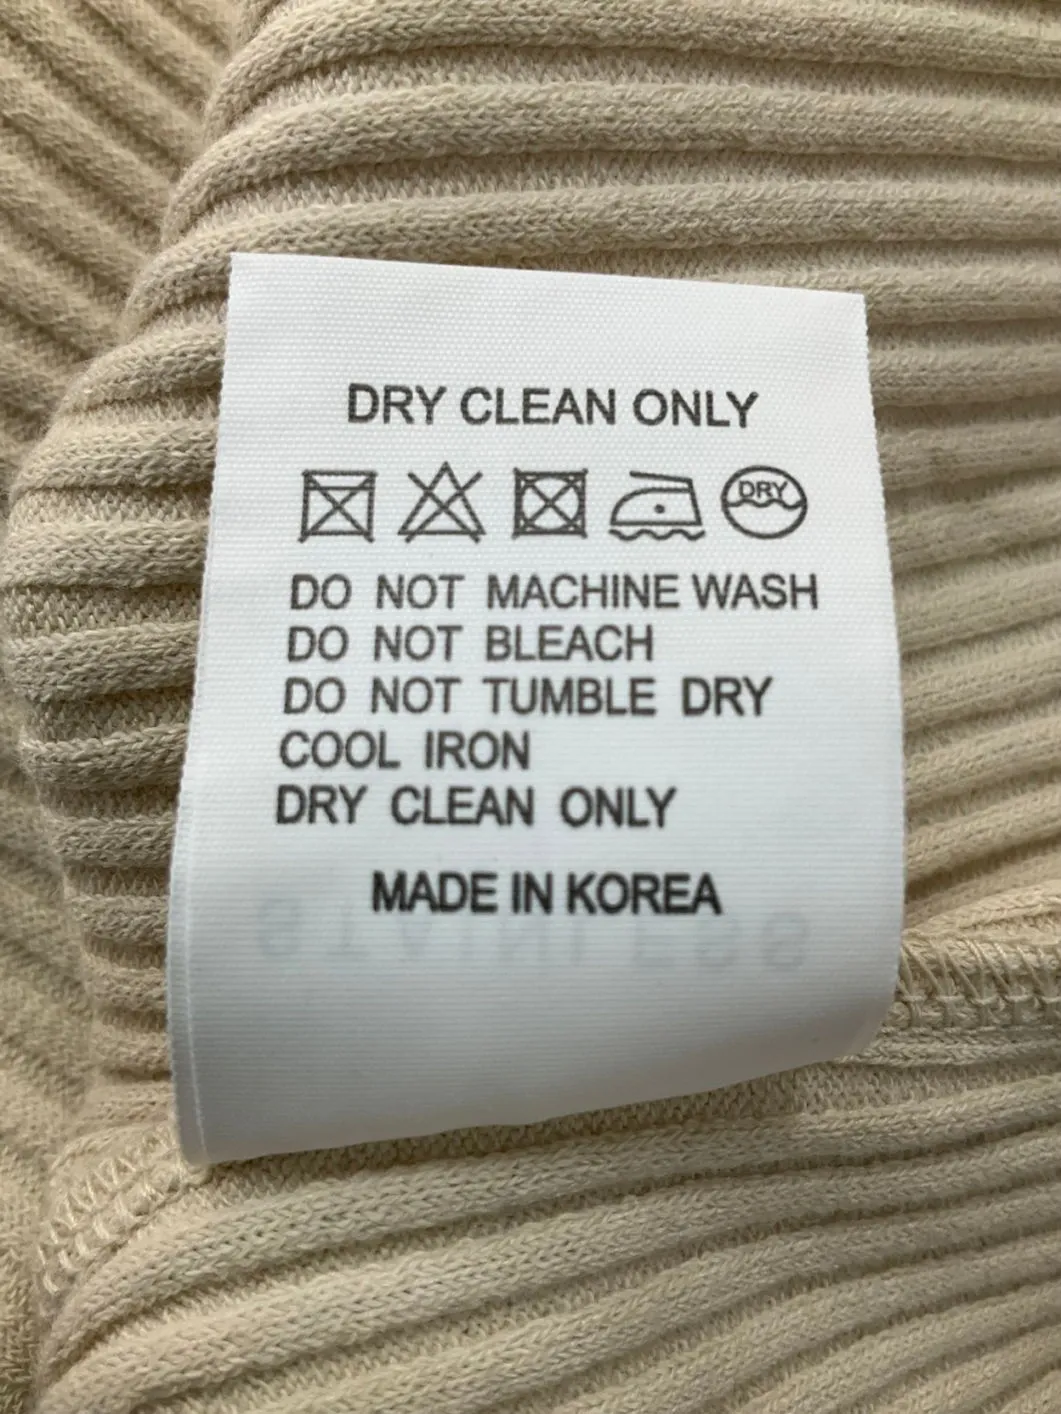 DRY CLEAN ONLY
DRY
DO NOT MACHINE WASH
DO NOT BLEACH
DO NOT TUMBLE DRY
COOL IRON
DRY CLEAN ONLY
MADE IN KOREA